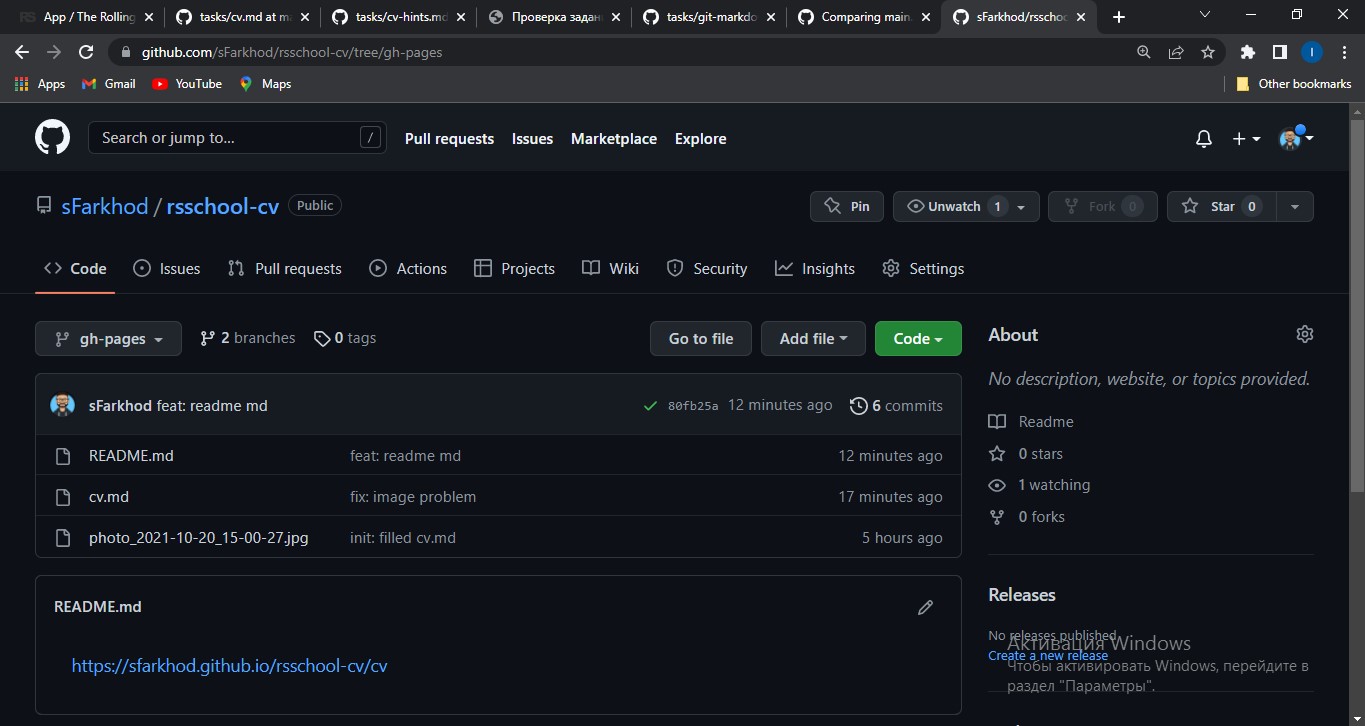 RS App / The Rolling
tasks/cv.md at ma
tasks/cv-hints.md
Проверка задан
tasks/git-markdo
Comparing main.
sFarkhod/rsschoo
github.com/sFarkhod/rsschool-cv/tree/gh-pages
I
Apps Gmail YouTube Maps Other bookmarks
Search or jump to... / Pull requests Issues Marketplace Explore
sFarkhod / rsschool-cv Public
Pin Unwatch 1 Fork 0 Star 0
Code Issues Pull requests Actions Projects Wiki Security Insights Settings
gh-pages 2 branches 0 tags Go to file Add file Code
sFarkhod feat: readme md 80fb25a 12 minutes ago 6 commits
README.md feat: readme md 12 minutes ago
cv.md fix: image problem 17 minutes ago
photo_2021-10-20_15-00-27.jpg init: filled cv.md 5 hours ago
README.md
https://sfarkhod.github.io/rsschool-cv/cv
About
No description, website, or topics provided.
Readme
0 stars
1 watching
0 forks
Releases
No releases published
Create a new release
Активация Windows
Чтобы активировать Windows, перейдите в
раздел "Параметры".